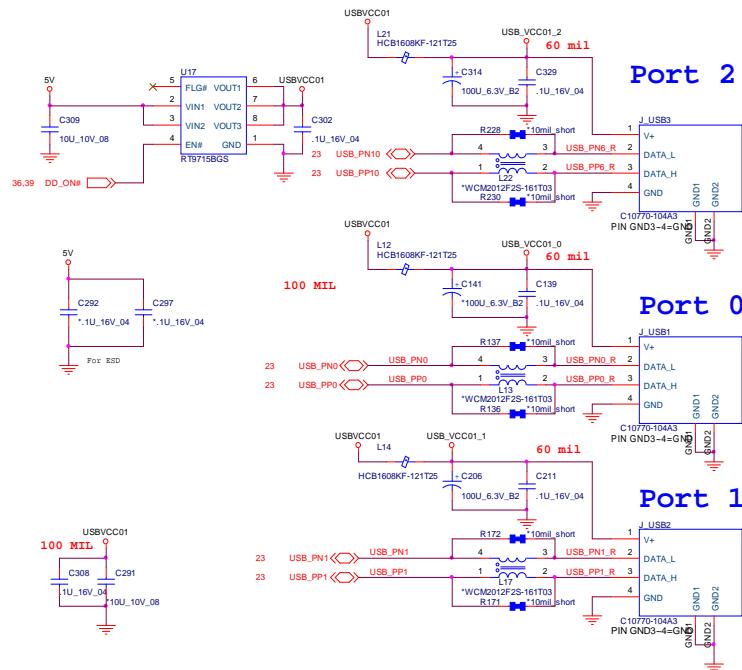 USBVCC01
L21
HCB1608KF-121T25
USB_VCC01_2
60 mil
C314
100U_6.3V_B2
C329
.1U_16V_04
Port 2
J_USB3
1
V+
2
DATA_L
3
DATA_H
4
GND
GND1
GND2
C10770-104A3
PIN GND3~4=GND
GND1
GND2
R228
*10mil_short
23
USB_PN10
4
3
USB_PN6_R
23
USB_PP10
1
2
USB_PP6_R
L22
*WCM2012F2S-161T03
R230
*10mil_short
5V
U17
5
FLG#
VOUT1
6
2
VIN1
VOUT2
7
3
VIN2
VOUT3
8
4
EN#
GND
1
RT9715BGS
USBVCC01
C309
10U_10V_08
C302
.1U_16V_04
36,39
DD_ON#
USBVCC01
L12
HCB1608KF-121T25
USB_VCC01_0
60 mil
100 MIL
C141
*100U_6.3V_B2
C139
.1U_16V_04
Port 0
J_USB1
1
V+
2
DATA_L
3
DATA_H
4
GND
GND1
GND2
C10770-104A3
PIN GND3~4=GND
GND1
GND2
R137
*10mil_short
23
USB_PN0
USB_PN0
4
3
USB_PN0_R
23
USB_PP0
USB_PP0
1
2
USB_PP0_R
L13
*WCM2012F2S-161T03
R136
*10mil_short
5V
C292
*.1U_16V_04
C297
*.1U_16V_04
For ESD
USBVCC01
L14
HCB1608KF-121T25
USB_VCC01_1
60 mil
C206
100U_6.3V_B2
C211
.1U_16V_04
Port 1
J_USB2
1
V+
2
DATA_L
3
DATA_H
4
GND
GND1
GND2
C10770-104A3
PIN GND3~4=GND
GND1
GND2
R172
*10mil_short
23
USB_PN1
USB_PN1
4
3
USB_PN1_R
23
USB_PP1
USB_PP1
1
2
USB_PP1_R
L17
*WCM2012F2S-161T03
R171
*10mil_short
USBVCC01
100 MIL
C308
.1U_16V_04
C291
*10U_10V_08